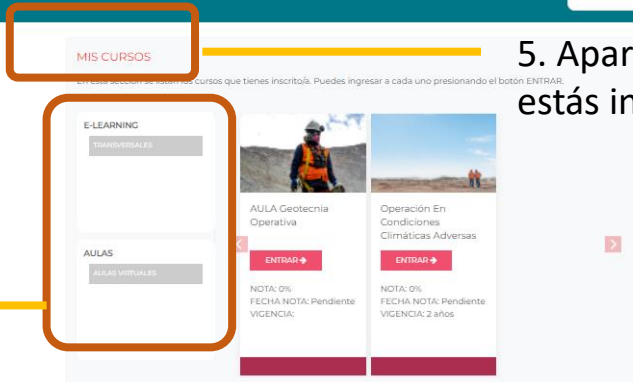 MIS CURSOS
5. Apar
En esta sección se listan los cursos que tienes inscrito/a. Puedes ingresar a cada uno presionando el botón ENTRAR.
estás in
E-LEARNING
TRANSVERSALES
AULAS
AULAS VIRTUALES
AULA Geotecnia
Operativa
ENTRAR
NOTA: 0%
FECHA NOTA: Pendiente
VIGENCIA:
Operación En
Condiciones
Climáticas Adversas
ENTRAR
NOTA: 0%
FECHA NOTA: Pendiente
VIGENCIA: 2 años